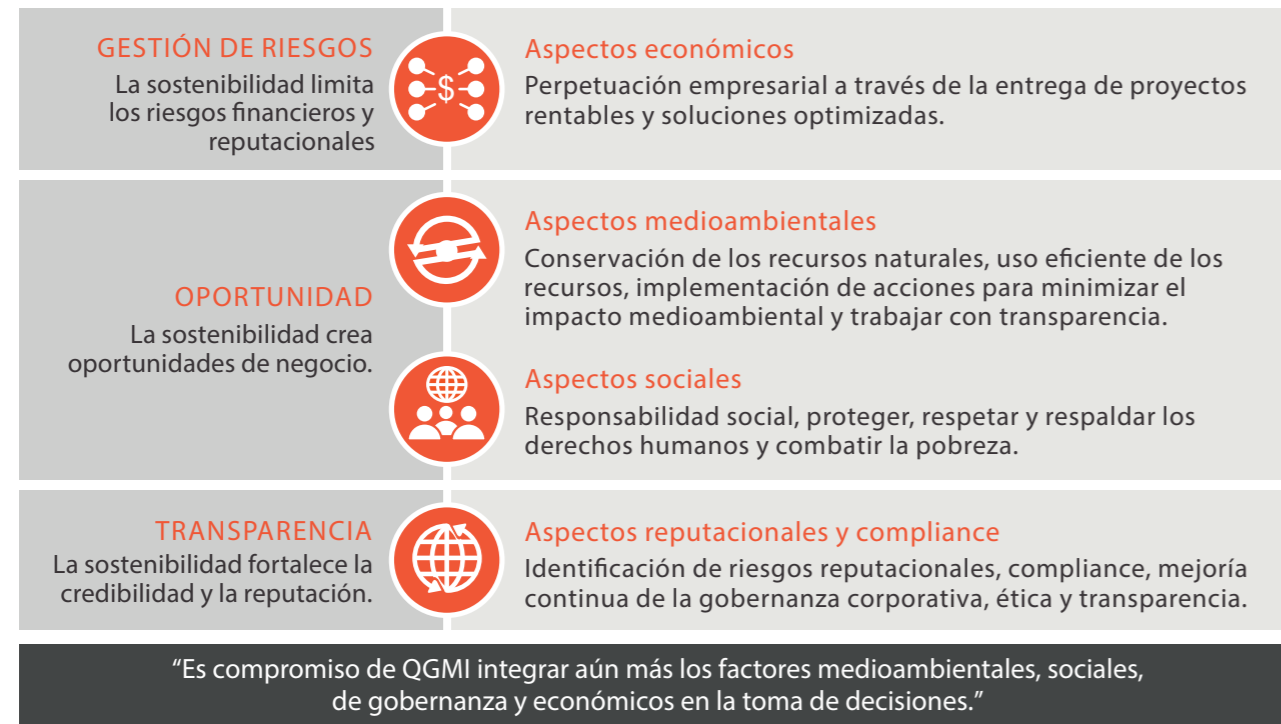 GESTIÓN DE RIESGOS
La sostenibilidad limita
los riesgos financieros y
reputacionales
$
Aspectos económicos
Perpetuación empresarial a través de la entrega de proyectos
rentables y soluciones optimizadas.
OPORTUNIDAD
La sostenibilidad crea
oportunidades de negocio.
Aspectos medioambientales
Conservación de los recursos naturales, uso eficiente de los
recursos, implementación de acciones para minimizar el
impacto medioambiental y trabajar con transparencia.
Aspectos sociales
Responsabilidad social, proteger, respetar y respaldar los
derechos humanos y combatir la pobreza.
TRANSPARENCIA
La sostenibilidad fortalece la
credibilidad y la reputación.
Aspectos reputacionales y compliance
Identificación de riesgos reputacionales, compliance, mejoría
continua de la gobernanza corporativa, ética y transparencia.
“Es compromiso de QGMI integrar aún más los factores medioambientales, sociales,
de gobernanza y económicos en la toma de decisiones.”